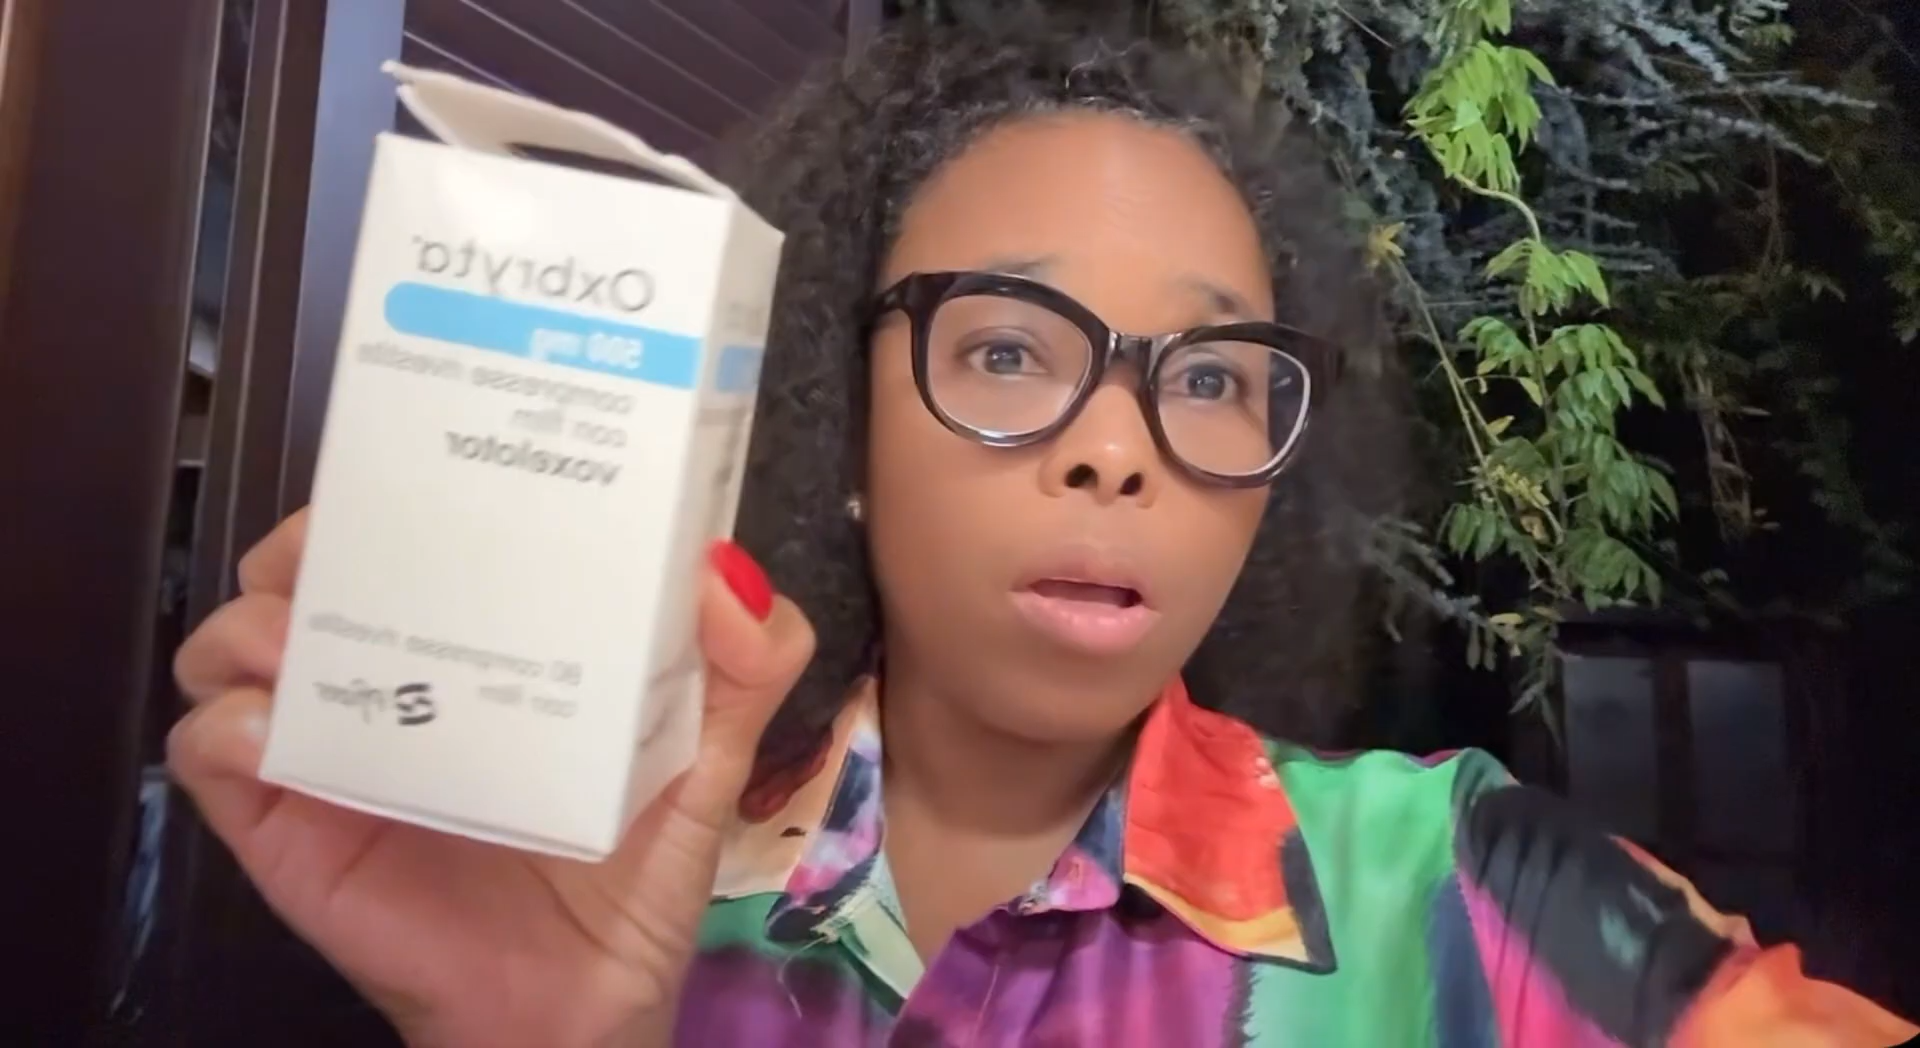 Oxbryta
500 mg
compresse rivestite
con film
voxelotor
90 compresse rivestite
con film
Pfizer